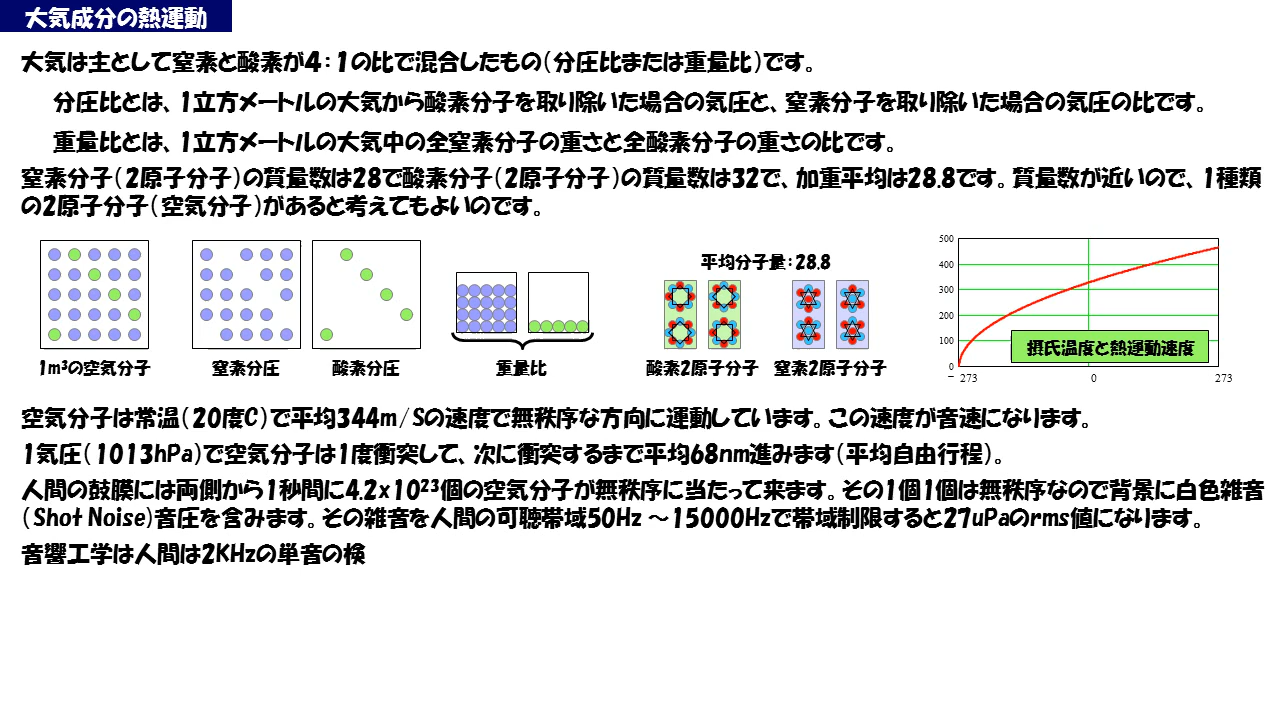 大気成分の熱運動
大気は主として窒素と酸素が4：1の比で混合したもの（分圧比または重量比）です。
分圧比とは、1立方メートルの大気から酸素分子を取り除いた場合の気圧と、窒素分子を取り除いた場合の気圧の比です。
重量比とは、1立方メートルの大気中の全窒素分子の重さと全酸素分子の重さの比です。
窒素分子（2原子分子）の質量数は28で酸素分子（2原子分子）の質量数は32で、加重平均は28.8です。質量数が近いので、1種類
の2原子分子（空気分子）があると考えてもよいのです。
平均分子量：28.8
500
400
300
200
100
0
摂氏温度と熱運動速度
－273
0
273
1m³の空気分子
窒素分圧
酸素分圧
重量比
酸素2原子分子
窒素2原子分子
空気分子は常温（20度C）で平均344m/Sの速度で無秩序な方向に運動しています。この速度が音速になります。
1気圧（1013hPa）で空気分子は1度衝突して、次に衝突するまで平均68nm進みます（平均自由行程）。
人間の鼓膜には両側から1秒間に4.2x10²³個の空気分子が無秩序に当たって来ます。その1個1個は無秩序なので背景に白色雑音
（Shot Noise)音圧を含みます。その雑音を人間の可聴帯域50Hz ～15000Hzで帯域制限すると27uPaのrms値になります。
音響工学は人間は2KHzの単音の検